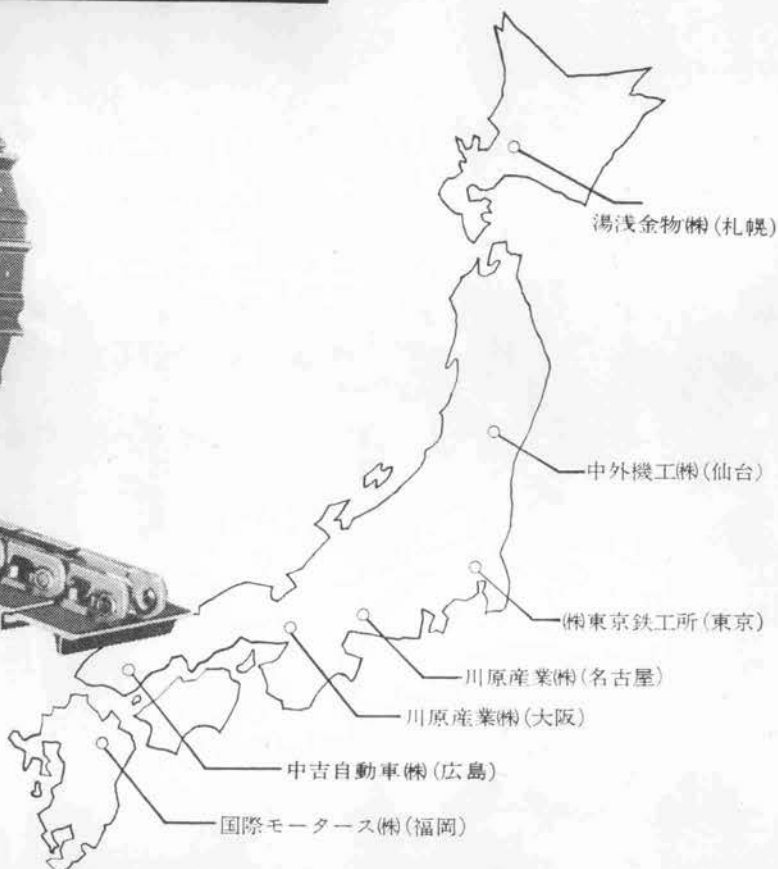 湯浅金物㈱(札幌)
中外機工㈱(仙台)
㈱東京鉄工所(東京)
川原産業㈱(名古屋)
川原産業㈱(大阪)
中吉自動車㈱(広島)
国際モータース㈱(福岡)